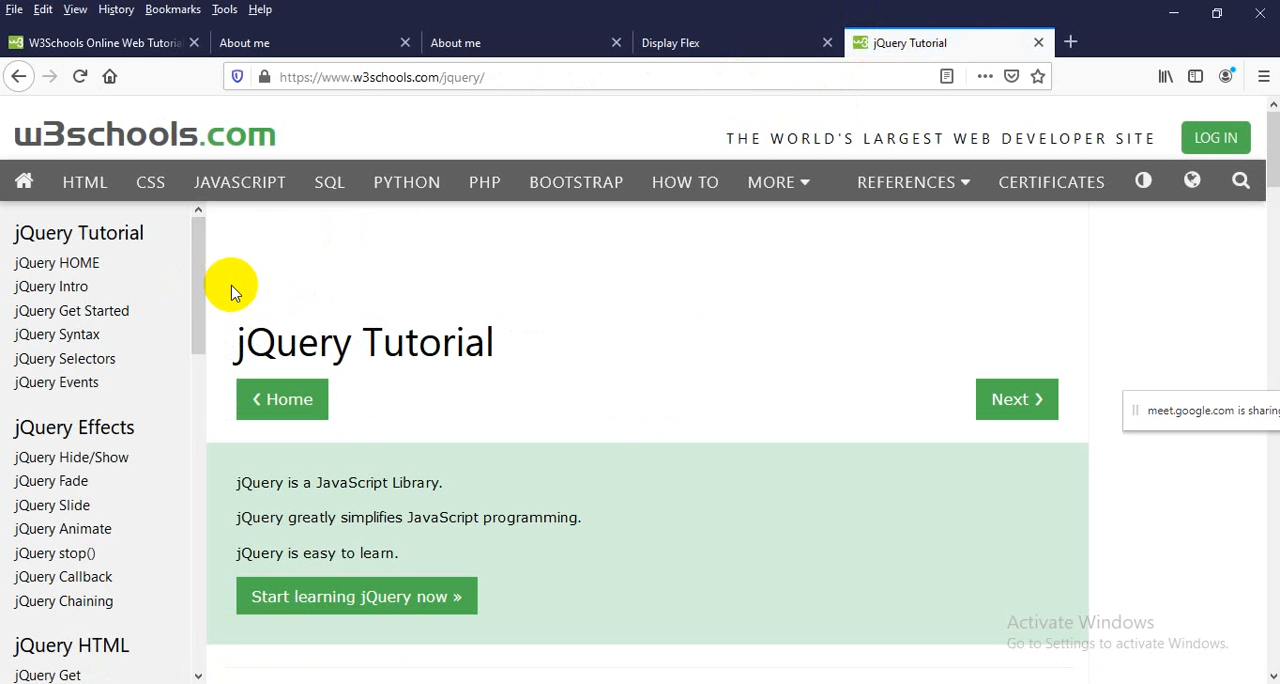 File Edit View History Bookmarks Tools Help
W3Schools Online Web Tutoria
About me
About me
Display Flex
jQuery Tutorial
https://www.w3schools.com/jquery/
w3schools.com
THE WORLD'S LARGEST WEB DEVELOPER SITE
LOG IN
HTML CSS JAVASCRIPT SQL PYTHON PHP BOOTSTRAP HOW TO MORE REFERENCES CERTIFICATES
jQuery Tutorial
jQuery HOME
jQuery Intro
jQuery Get Started
jQuery Syntax
jQuery Selectors
jQuery Events
jQuery Effects
jQuery Hide/Show
jQuery Fade
jQuery Slide
jQuery Animate
jQuery stop()
jQuery Callback
jQuery Chaining
jQuery HTML
jQuery Get
jQuery Tutorial
❮ Home
Next ❯
jQuery is a JavaScript Library.
jQuery greatly simplifies JavaScript programming.
jQuery is easy to learn.
Start learning jQuery now »
meet.google.com is sharing
Activate Windows
Go to Settings to activate Windows.